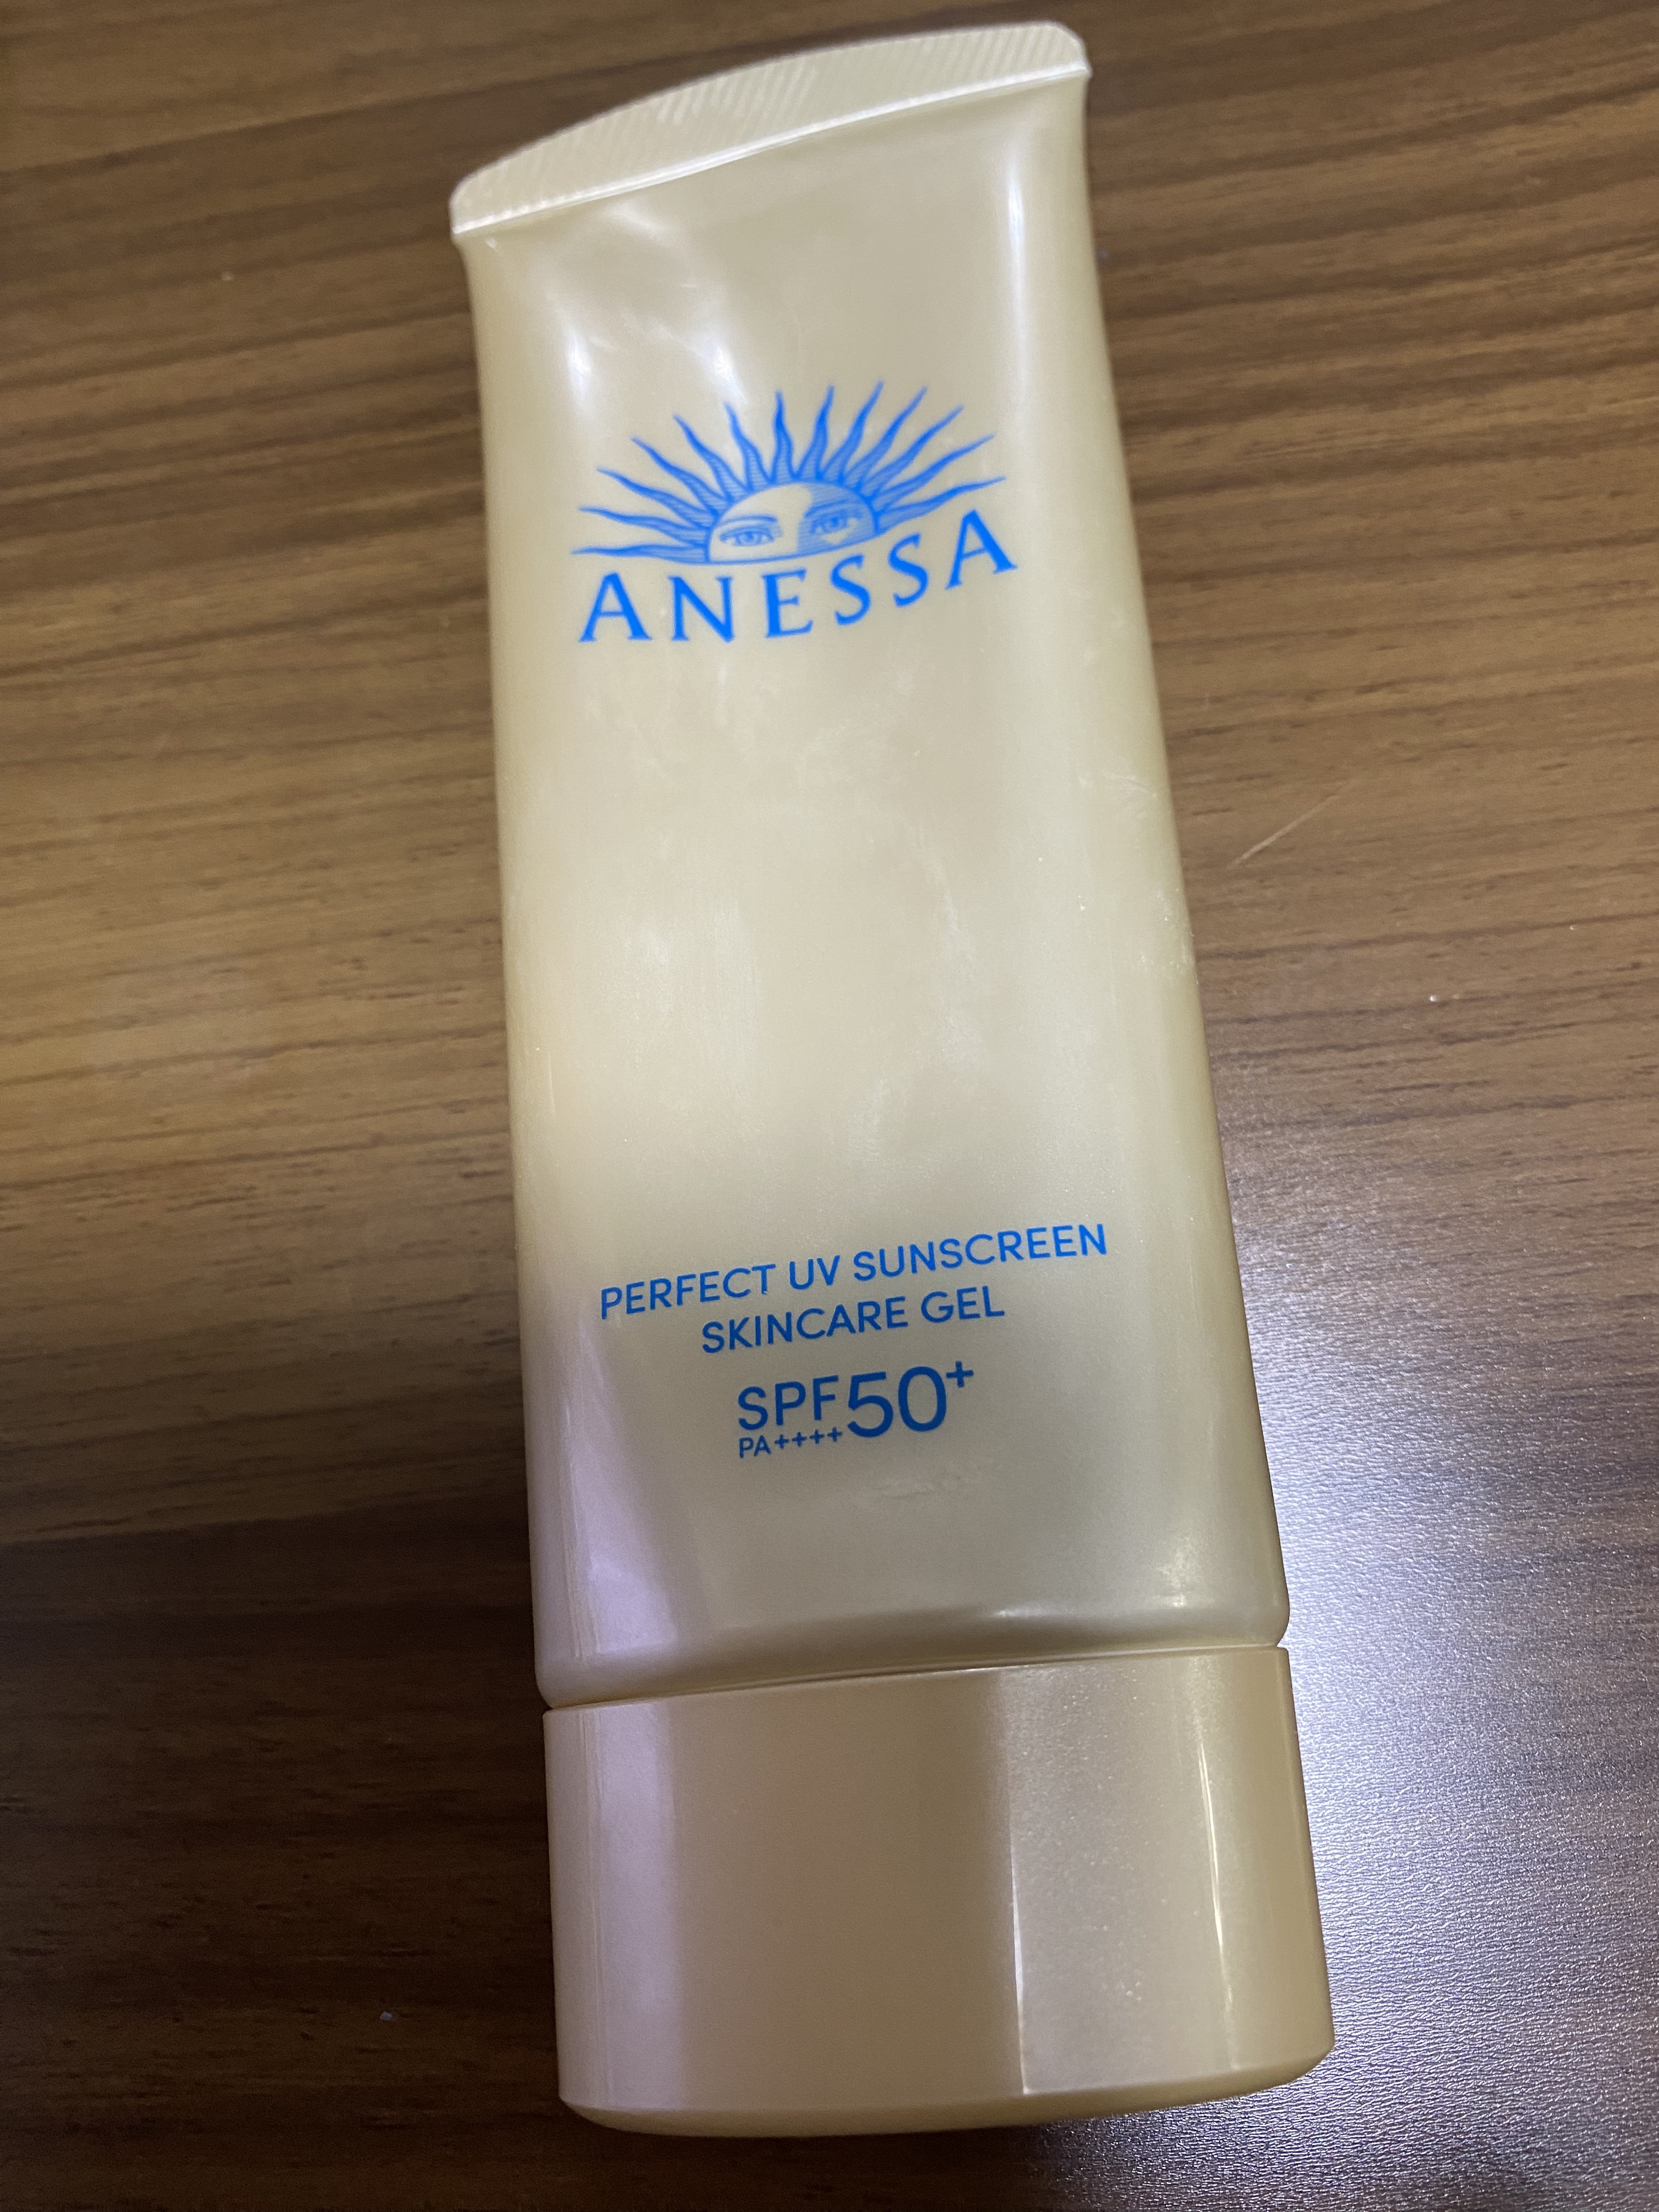 ANESSA
PERFECT UV SUNSCREEN
SKINCARE GEL
SPF50+
PA++++